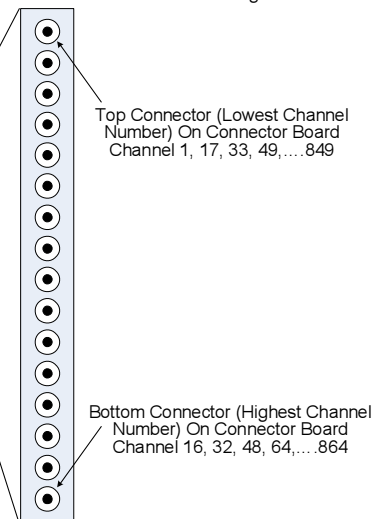 Top Connector (Lowest Channel
Number) On Connector Board
Channel 1, 17, 33, 49,....849
Bottom Connector (Highest Channel
Number) On Connector Board
Channel 16, 32, 48, 64,....864